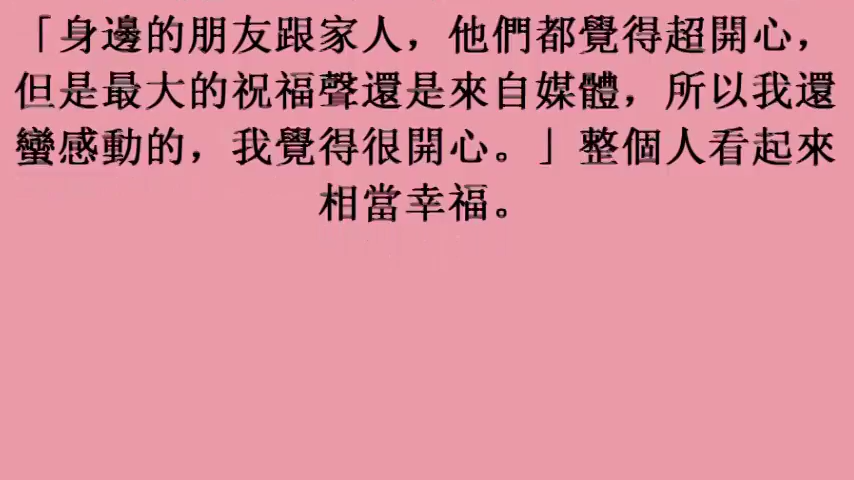 「身邊的朋友跟家人，他們都覺得超開心，
但是最大的祝福聲還是來自媒體，所以我還
蠻感動的，我覺得很開心。」整個人看起來
相當幸福。